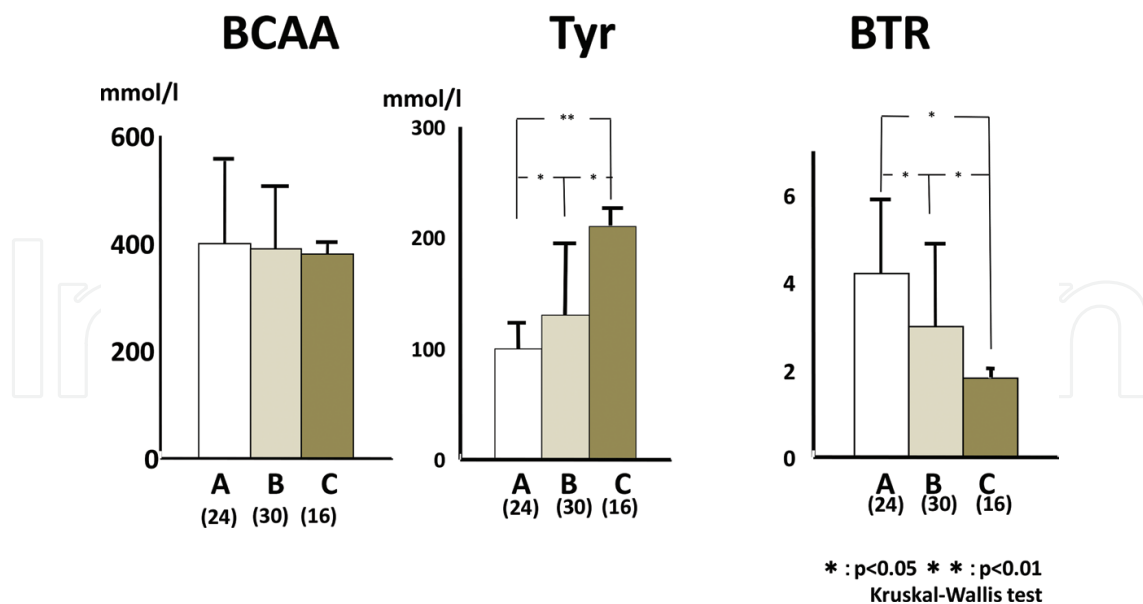 BCAA
Tyr
BTR
mmol/l
600
400
200
0
A B C
(24) (30) (16)
mmol/l
300
200
100
0
**
* *
A B C
(24) (30) (16)
6
4
2
0
*
* *
A B C
(24) (30) (16)
* : p<0.05 * * : p<0.01
Kruskal-Wallis test